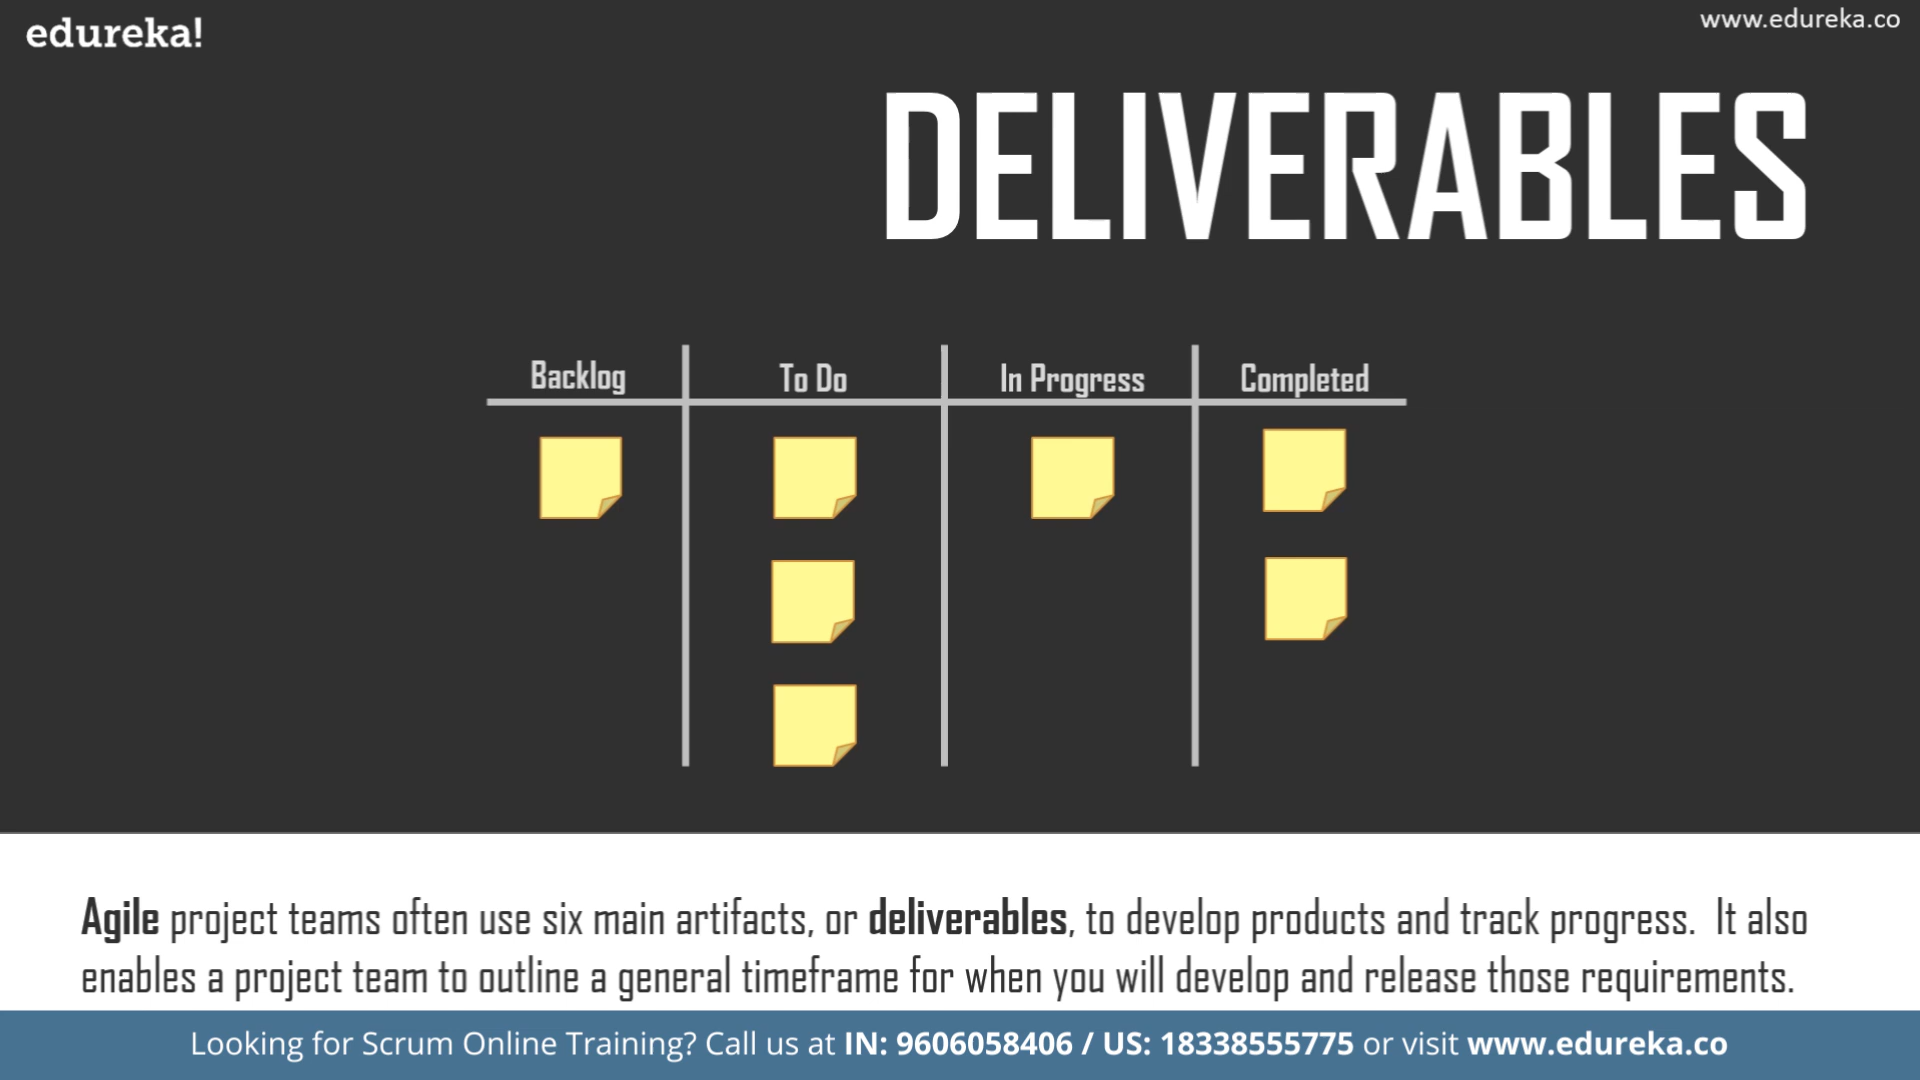 edureka!
www.edureka.co
DELIVERABLES
Backlog
To Do
In Progress
Completed
Agile project teams often use six main artifacts, or deliverables, to develop products and track progress.  It also
enables a project team to outline a general timeframe for when you will develop and release those requirements.
Looking for Scrum Online Training? Call us at IN: 9606058406 / US: 18338555775 or visit www.edureka.co